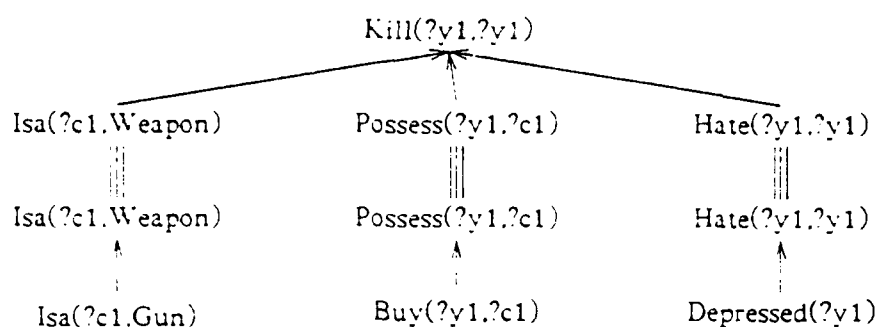 Kill(?y1,?y1)
Isa(?c1,Weapon) Possess(?y1,?c1) Hate(?y1,?y1)
Isa(?c1,Weapon) Possess(?y1,?c1) Hate(?y1,?y1)
Isa(?c1,Gun) Buy(?y1,?c1) Depressed(?y1)